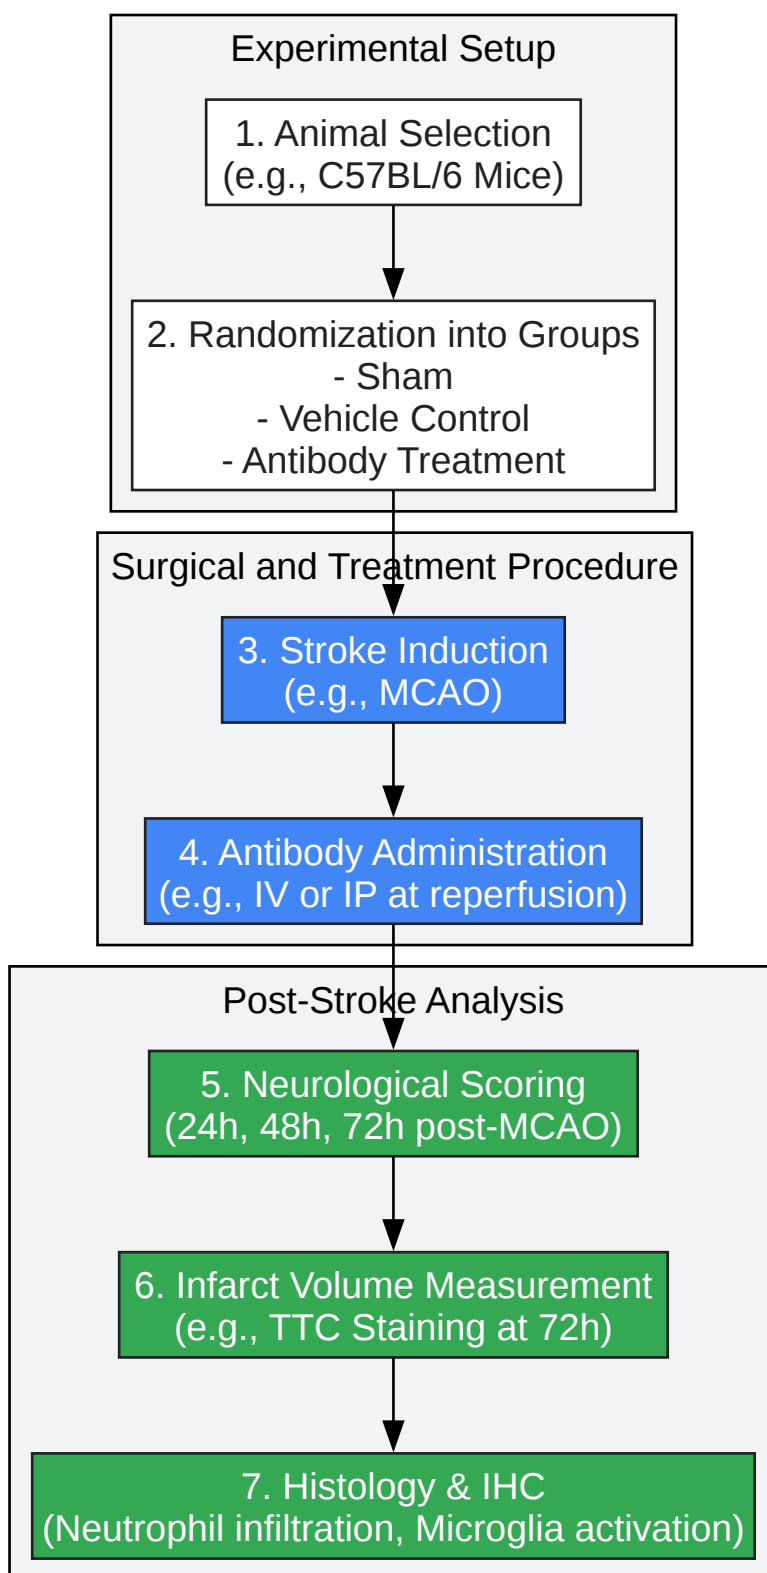 Experimental Setup
1. Animal Selection
(e.g., C57BL/6 Mice)
2. Randomization into Groups
- Sham
- Vehicle Control
- Antibody Treatment
Surgical and Treatment Procedure
3. Stroke Induction
(e.g., MCAO)
4. Antibody Administration
(e.g., IV or IP at reperfusion)
Post-Stroke Analysis
5. Neurological Scoring
(24h, 48h, 72h post-MCAO)
6. Infarct Volume Measurement
(e.g., TTC Staining at 72h)
7. Histology & IHC
(Neutrophil infiltration, Microglia activation)